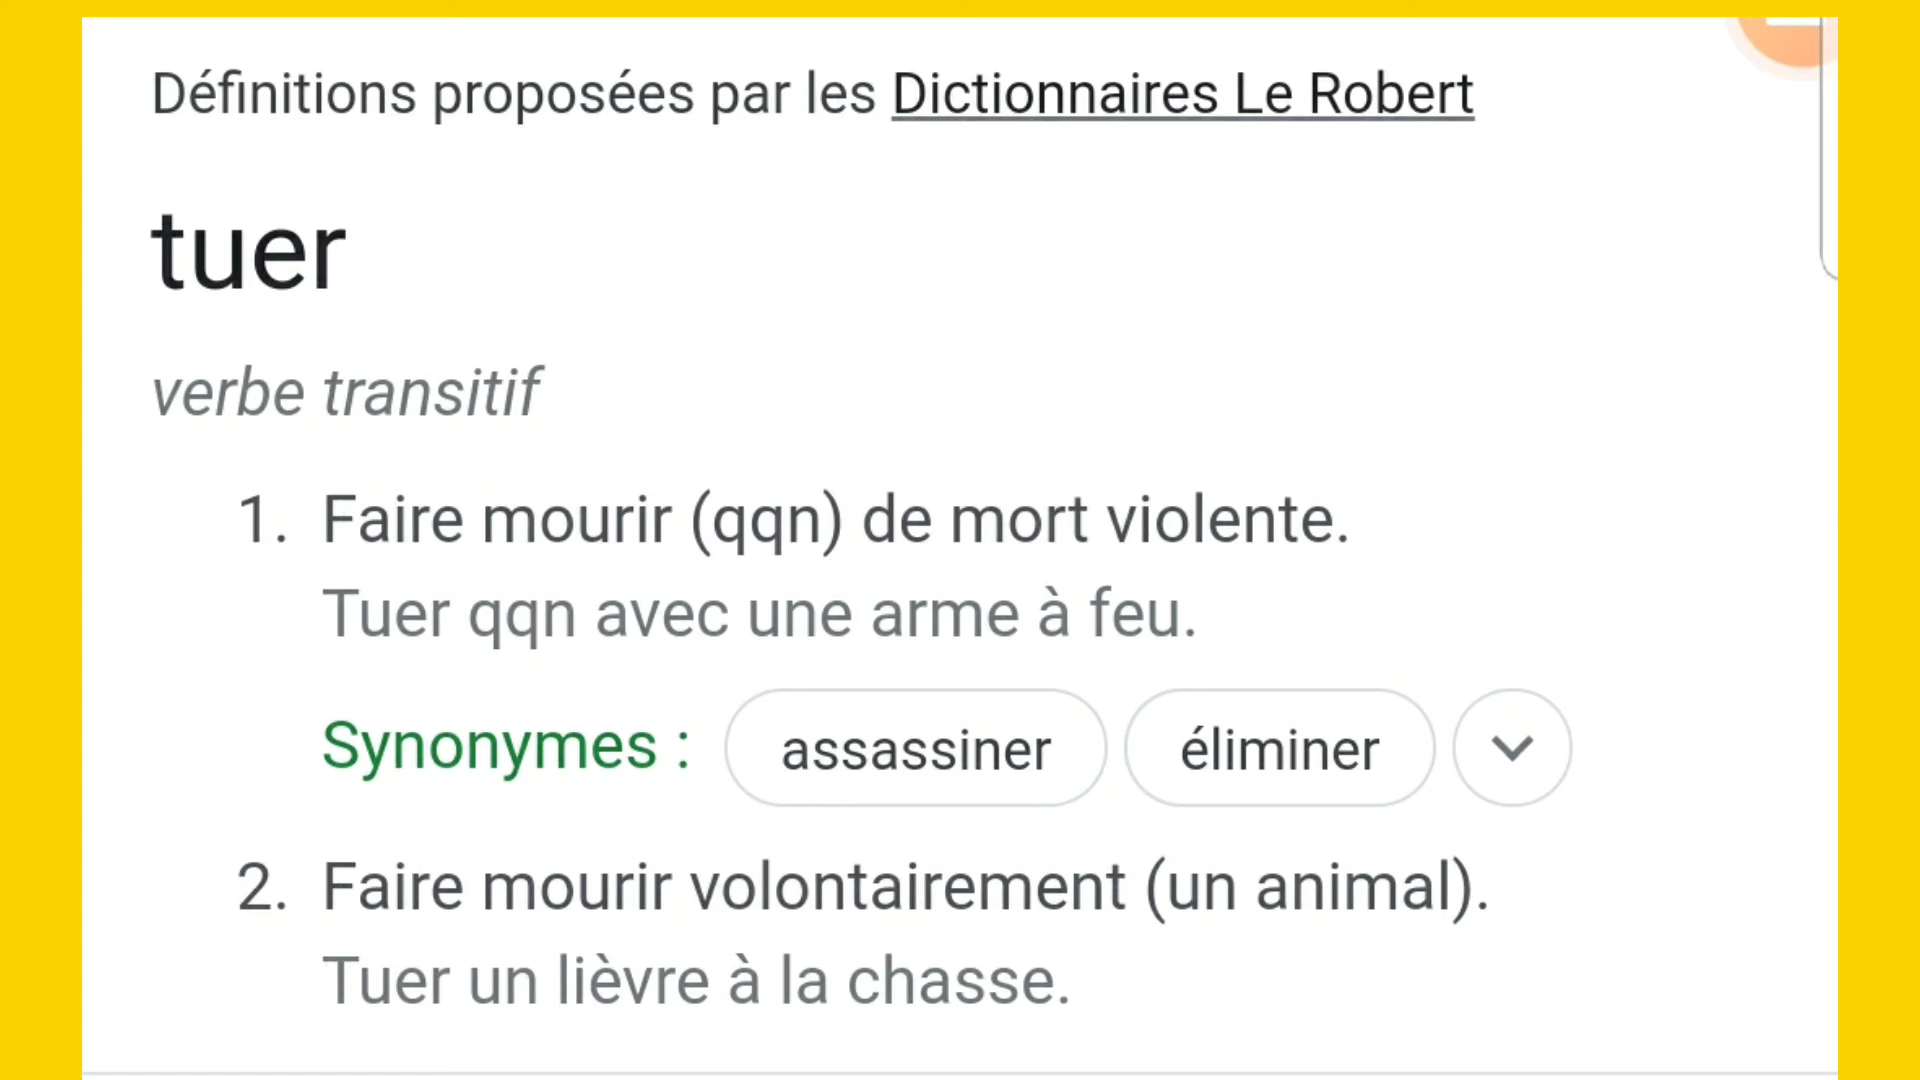 Définitions proposées par les Dictionnaires Le Robert
tuer
verbe transitif
1. Faire mourir (qqn) de mort violente.
Tuer qqn avec une arme à feu.
Synonymes : assassiner éliminer
2. Faire mourir volontairement (un animal).
Tuer un lièvre à la chasse.